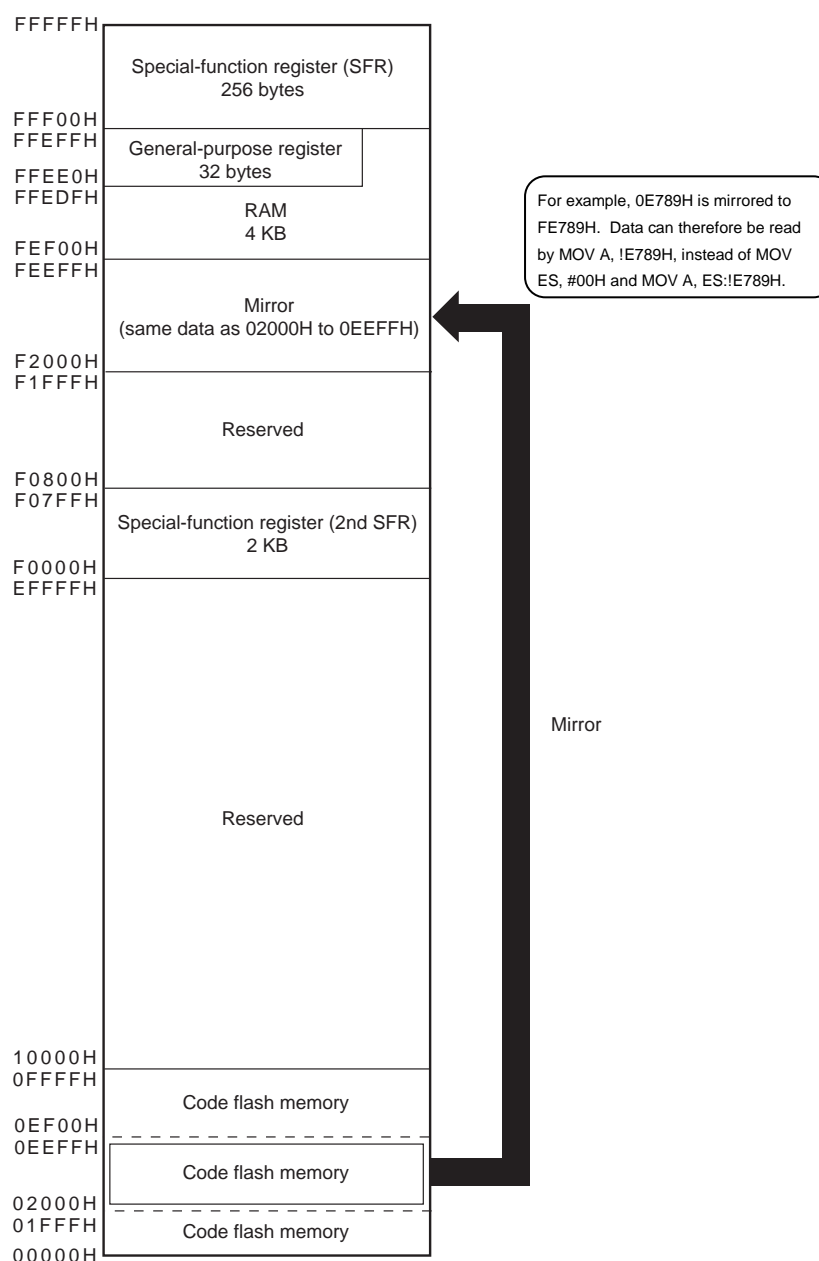 FFFFFH
Special-function register (SFR)
256 bytes
FFF00H
FFEFFH
General-purpose register
32 bytes
FFEE0H
FFEDFH
RAM
4 KB
For example, 0E789H is mirrored to
FE789H.  Data can therefore be read
by MOV A, !E789H, instead of MOV
ES, #00H and MOV A, ES:!E789H.
FEF00H
FEEFFH
Mirror
(same data as 02000H to 0EEFFH)
F2000H
F1FFFH
Reserved
F0800H
F07FFH
Special-function register (2nd SFR)
2 KB
F0000H
EFFFFH
Mirror
Reserved
10000H
0FFFFH
Code flash memory
0EF00H
0EEFFH
Code flash memory
02000H
01FFFH
Code flash memory
00000H